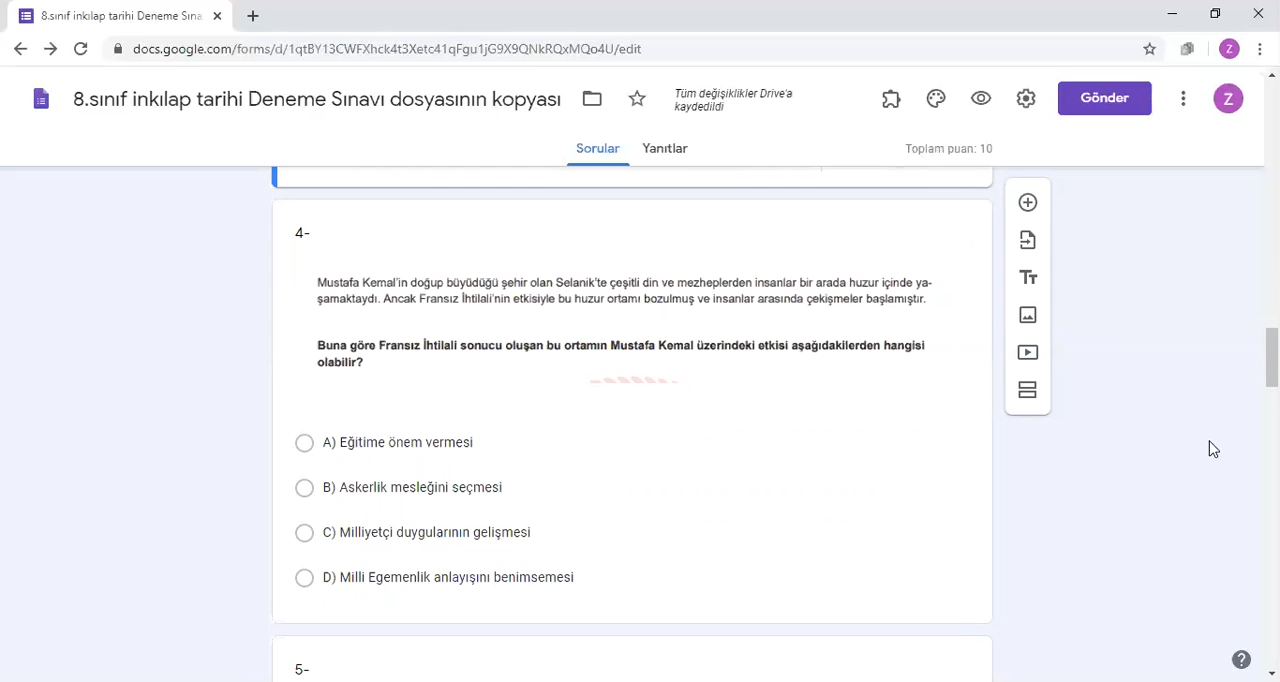 8.sınıf inkılap tarihi Deneme Sına
docs.google.com/forms/d/1qtBY13CWFXhck4t3Xetc41qFgu1jG9X9QNkRQxMQo4U/edit
Z
8.sınıf inkılap tarihi Deneme Sınavı dosyasının kopyası
Tüm değişiklikler Drive'a
kaydedildi
Gönder
Z
Sorular
Yanıtlar
Toplam puan: 10
4-
Mustafa Kemal'in doğup büyüdüğü şehir olan Selanik'te çeşitli din ve mezheplerden insanlar bir arada huzur içinde ya-
şamaktaydı. Ancak Fransız İhtilali'nin etkisiyle bu huzur ortamı bozulmuş ve insanlar arasında çekişmeler başlamıştır.
Buna göre Fransız İhtilali sonucu oluşan bu ortamın Mustafa Kemal üzerindeki etkisi aşağıdakilerden hangisi
olabilir?
A) Eğitime önem vermesi
B) Askerlik mesleğini seçmesi
C) Milliyetçi duygularının gelişmesi
D) Milli Egemenlik anlayışını benimsemesi
5-